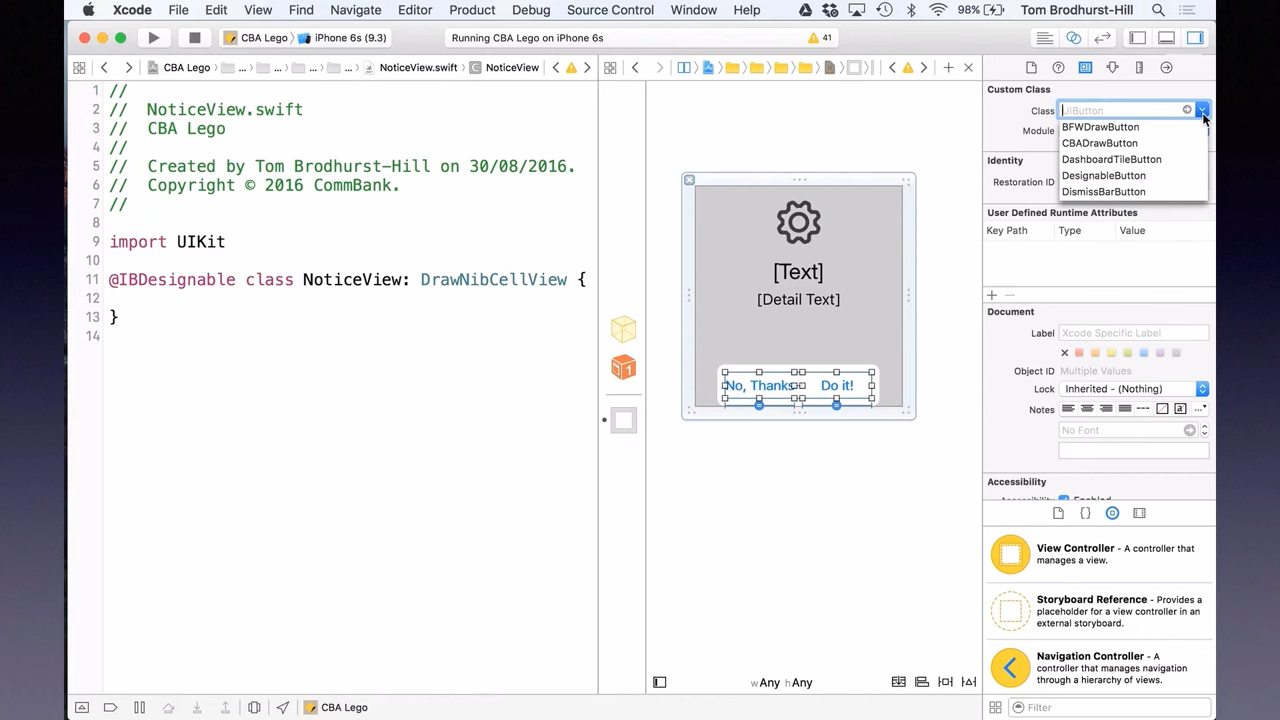 Xcode File Edit View Find Navigate Editor Product Debug Source Control Window Help 98% Tom Brodhurst-Hill
CBA Lego iPhone 6s (9.3) Running CBA Lego on iPhone 6s 41
CBA Lego ... ... ... ... NoticeView.swift NoticeView
1 //
2 // NoticeView.swift
3 // CBA Lego
4 //
5 // Created by Tom Brodhurst-Hill on 30/08/2016.
6 // Copyright © 2016 CommBank.
7 //
8
9 import UIKit
10
11 @IBDesignable class NoticeView: DrawNibCellView {
12
13 }
14
[Text]
[Detail Text]
No, Thanks Do it!
wAny hAny
Custom Class
Class UIButton
BFWDrawButton
CBADrawButton
DashboardTileButton
DesignableButton
DismissBarButton
Module
Identity
Restoration ID
User Defined Runtime Attributes
Key Path Type Value
Document
Label Xcode Specific Label
Object ID Multiple Values
Lock Inherited - (Nothing)
Notes
No Font
Accessibility
View Controller - A controller that
manages a view.
Storyboard Reference - Provides a
placeholder for a view controller in an
external storyboard.
Navigation Controller - A
controller that manages navigation
through a hierarchy of views.
CBA Lego
Filter